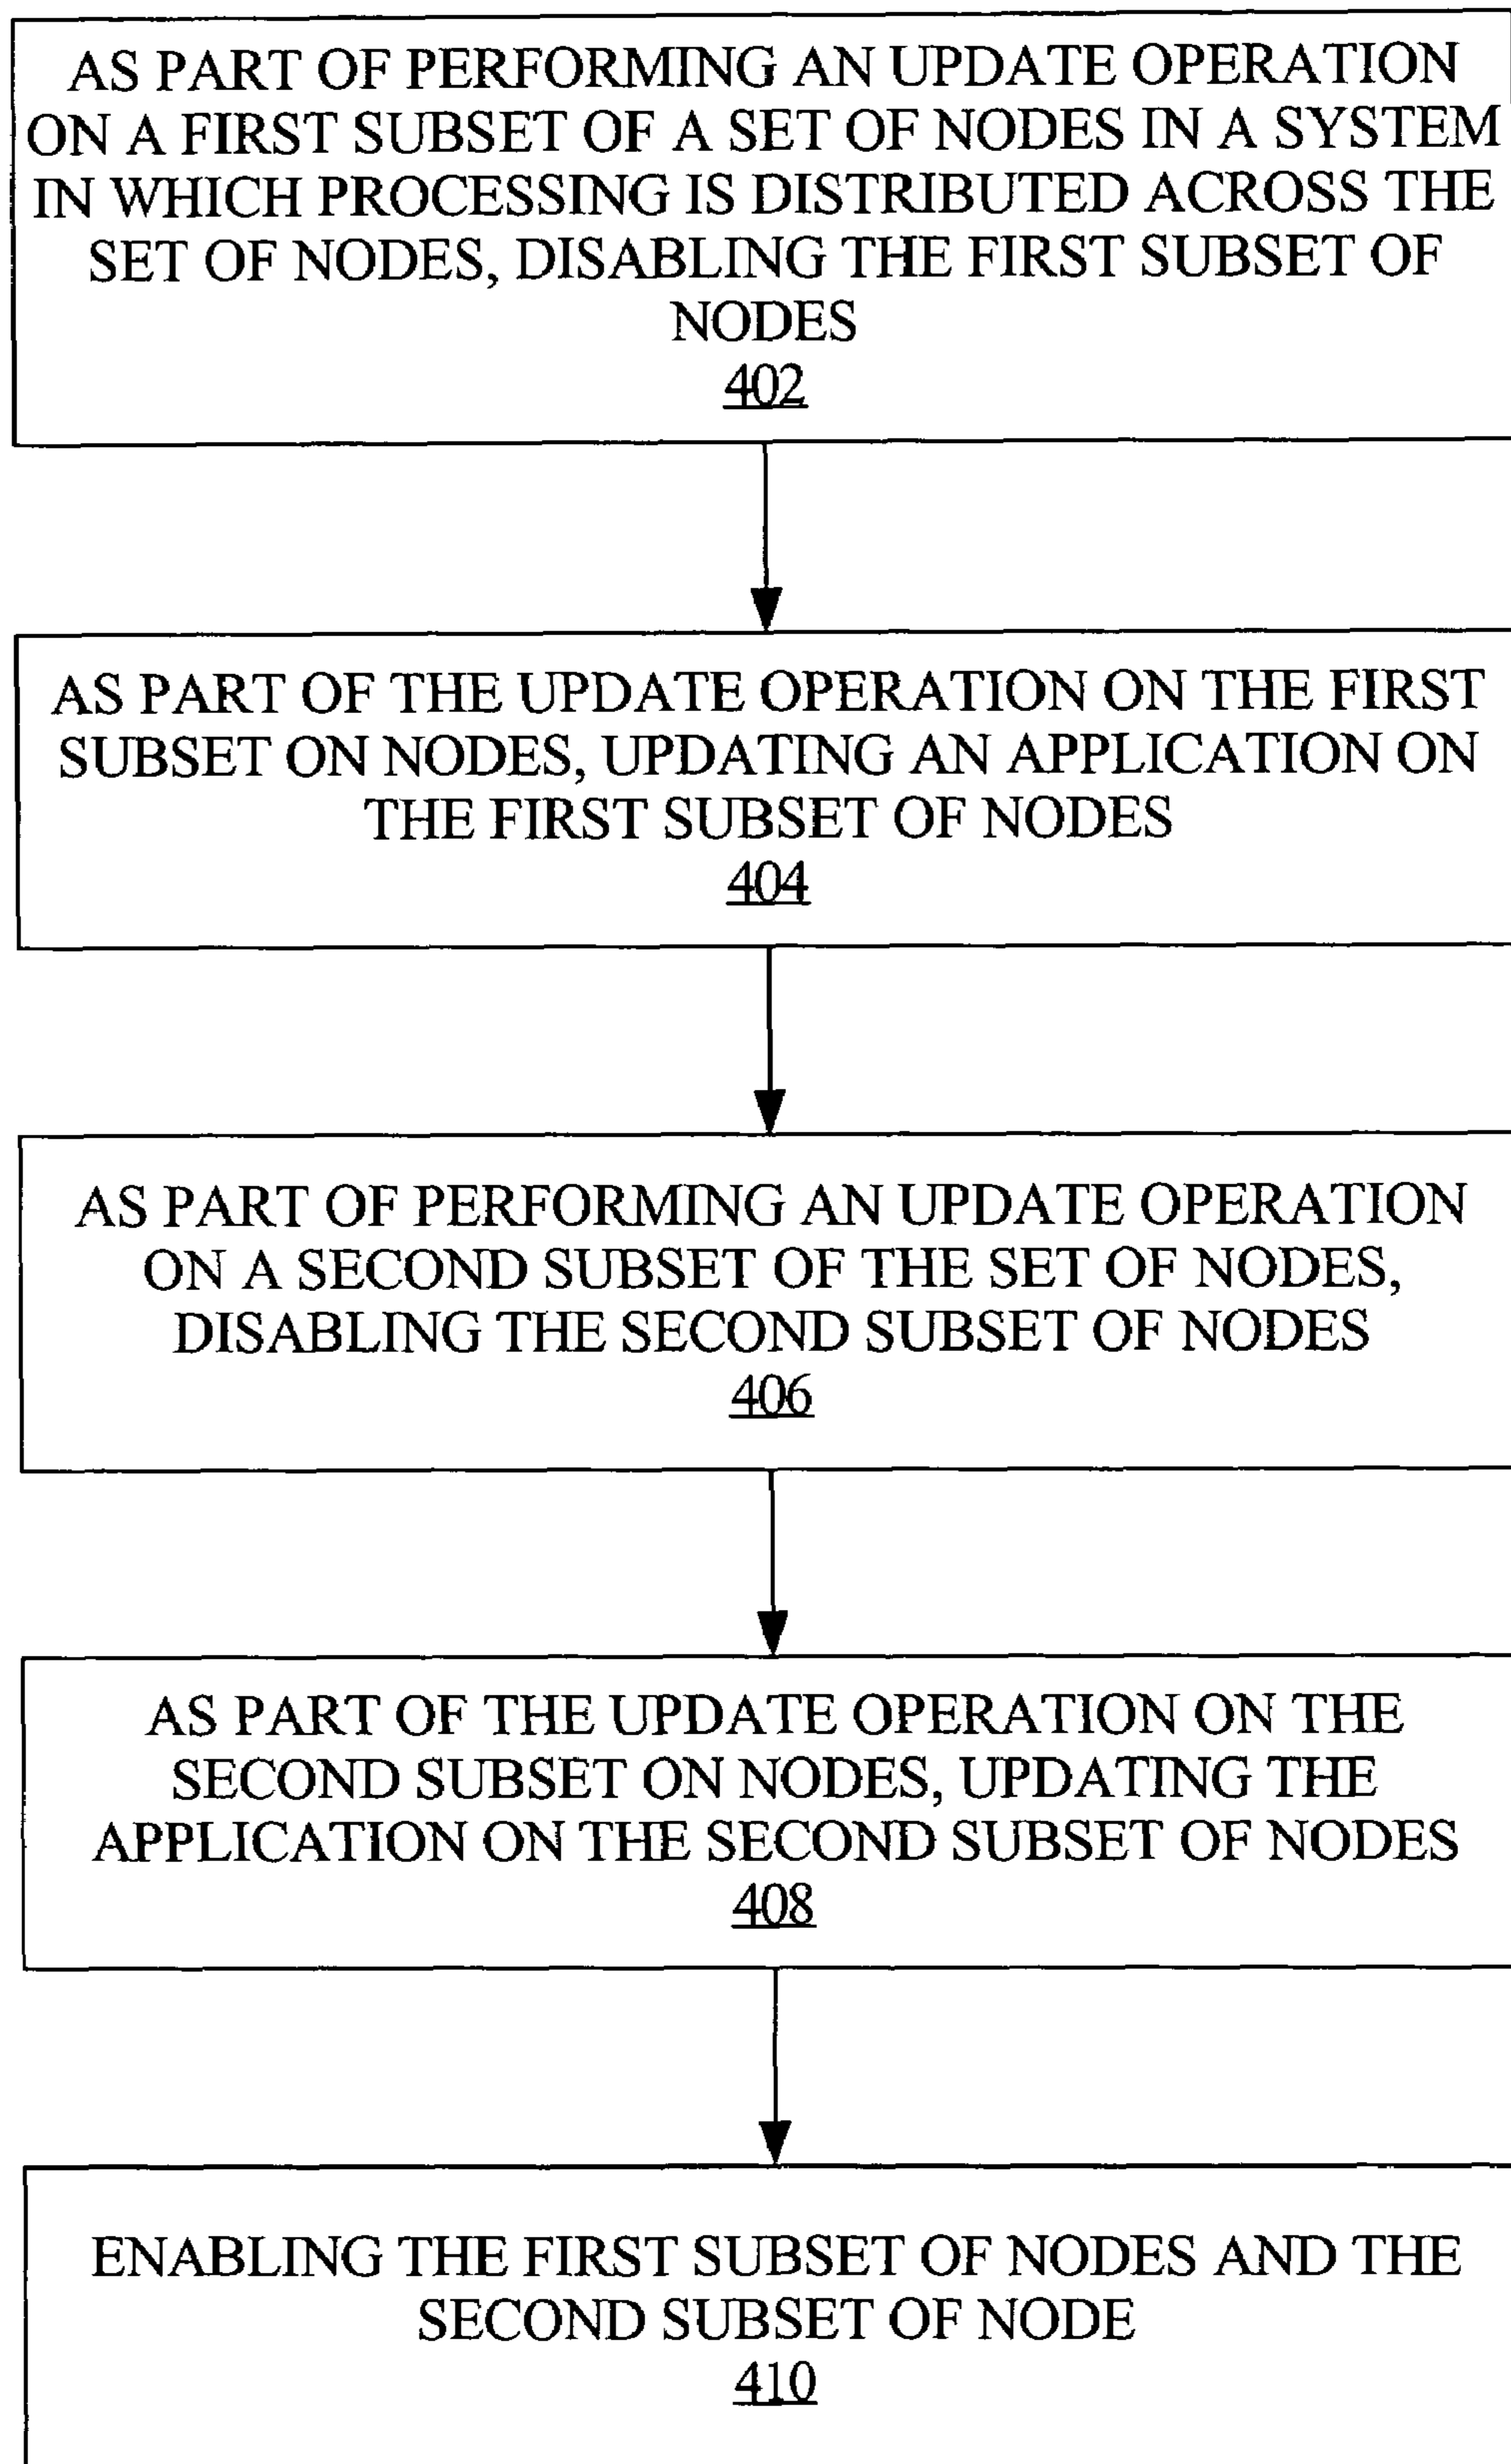 AS PART OF PERFORMING AN UPDATE OPERATION
ON A FIRST SUBSET OF A SET OF NODES IN A SYSTEM
IN WHICH PROCESSING IS DISTRIBUTED ACROSS THE
SET OF NODES, DISABLING THE FIRST SUBSET OF
NODES
402
AS PART OF THE UPDATE OPERATION ON THE FIRST
SUBSET ON NODES, UPDATING AN APPLICATION ON
THE FIRST SUBSET OF NODES
404
AS PART OF PERFORMING AN UPDATE OPERATION
ON A SECOND SUBSET OF THE SET OF NODES,
DISABLING THE SECOND SUBSET OF NODES
406
AS PART OF THE UPDATE OPERATION ON THE
SECOND SUBSET ON NODES, UPDATING THE
APPLICATION ON THE SECOND SUBSET OF NODES
408
ENABLING THE FIRST SUBSET OF NODES AND THE
SECOND SUBSET OF NODE
410